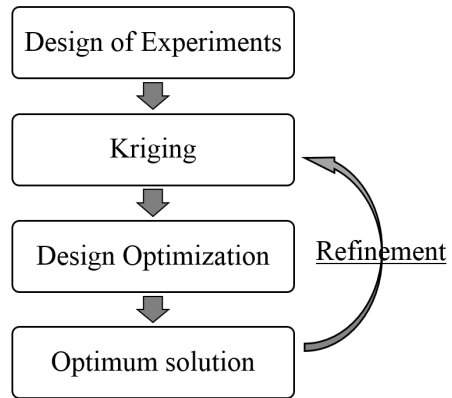 Design of Experiments
Kriging
Design Optimization
Refinement
Optimum solution